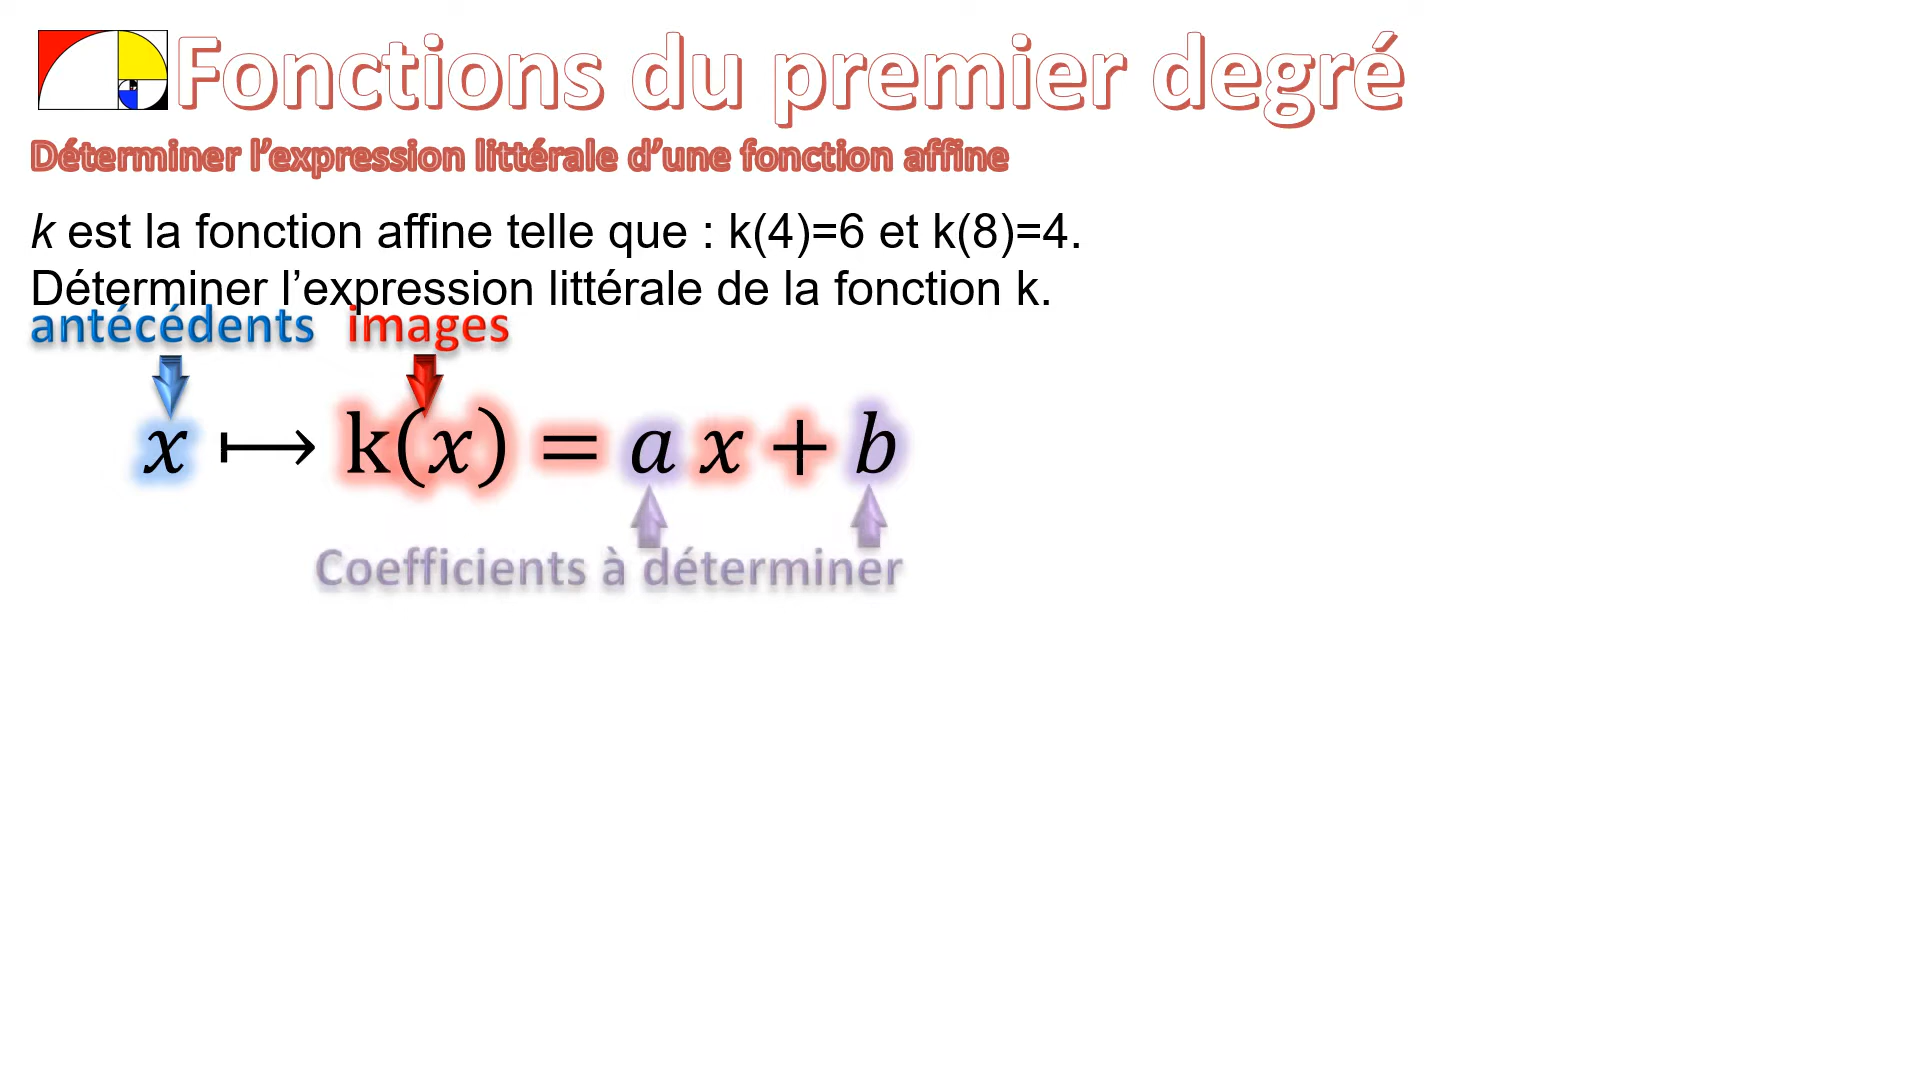 Fonctions du premier degré
Déterminer l’expression littérale d’une fonction affine
k est la fonction affine telle que : k(4)=6 et k(8)=4.
Déterminer l’expression littérale de la fonction k.
antécédents images
x ⟼ k(x) = a x + b
Coefficients à déterminer